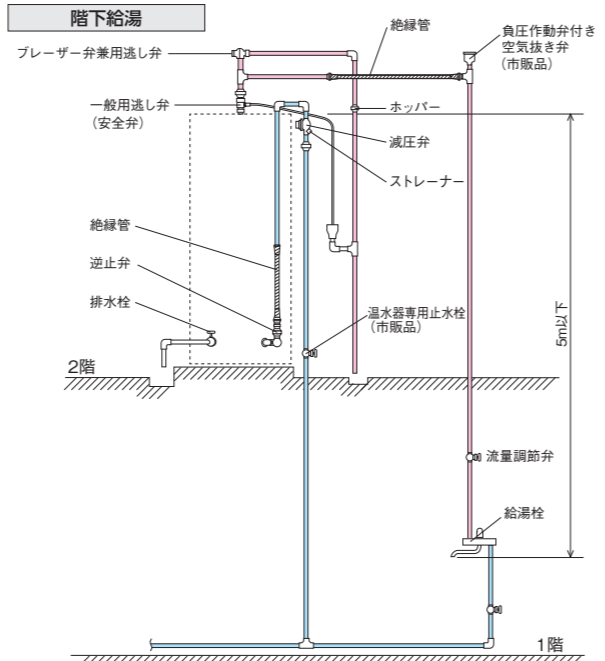 階下給湯
ブレーザー弁兼用逃し弁
絶縁管
負圧作動弁付き
空気抜き弁
(市販品)
一般用逃し弁
(安全弁)
ホッパー
減圧弁
ストレーナー
絶縁管
逆止弁
排水栓
温水器専用止水栓
(市販品)
5m以下
2階
流量調節弁
給湯栓
1階